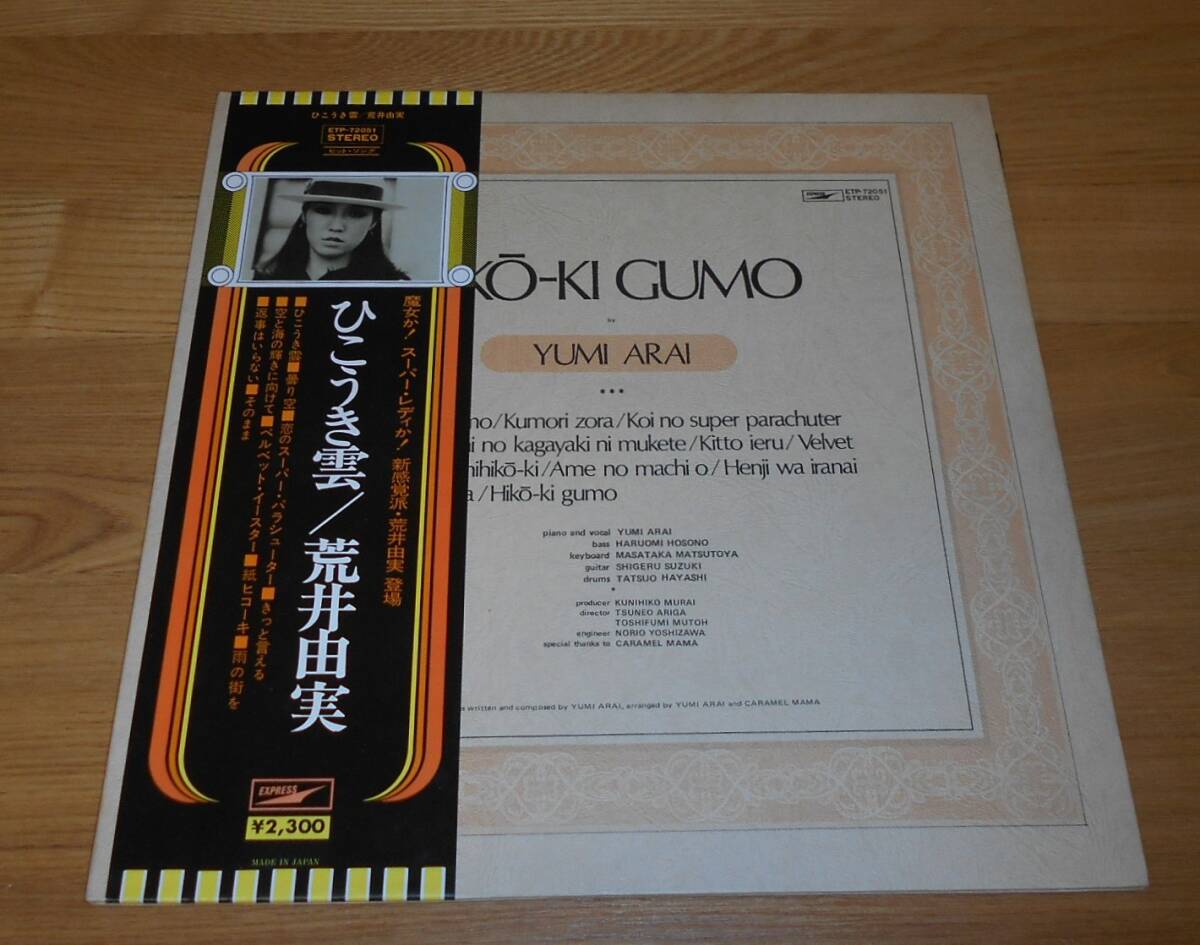 ひこうき雲/荒井由実
ETP-72051
STEREO
ヒット・ソング
魔女か!スーパー・レディか! 新感覚派・荒井由実 登場
ひこうき雲/荒井由実
■ひこうき雲■曇り空■恋のスーパー・パラシューター■きっと言える
■空と海の輝きに向けて■ベルベット・イースター■紙ヒコーキ■雨の街を
■返事はいらない■そのまま
EXPRESS
¥2,300
MADE IN JAPAN
EXPRESS
ETP-72051
STEREO
KŌ-KI GUMO
by
YUMI ARAI
mo/Kumori zora/Koi no super parachuter
i no kagayaki ni mukete/Kitto ieru/Velvet
mihikō-ki/Ame no machi o/Henji wa iranai
a/Hikō-ki gumo
piano and vocal YUMI ARAI
bass HARUOMI HOSONO
keyboard MASATAKA MATSUTOYA
guitar SHIGERU SUZUKI
drums TATSUO HAYASHI
producer KUNIHIKO MURAI
director TSUNEO ARIGA
TOSHIFUMI MUTOH
engineer NORIO YOSHIZAWA
special thanks to CARAMEL MAMA
s written and composed by YUMI ARAI, arranged by YUMI ARAI and CARAMEL MAMA